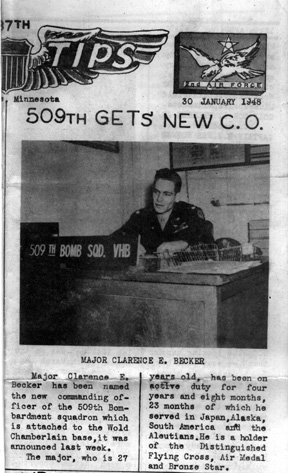 37TH
TIPS
2nd AIR FORCE
Minnesota
30 JANUARY 1948
509TH GETS NEW C.O.
509 TH BOMB SQD. VHB
MAJOR CLARENCE E. BECKER
Major Clarence E.
Becker has been named
the new commanding of-
ficer of the 509th Bom-
bardment squadron which
is attached to the Wold
Chamberlain base,it was
announced last week.
The major, who is 27
years old, has been on
active duty for four
years and eight months,
23 months of which he
served in Japan,Alaska,
South America and the
Aleutians.He is a holder
of the Distinguished
Flying Cross, Air Medal
and Bronze Star.